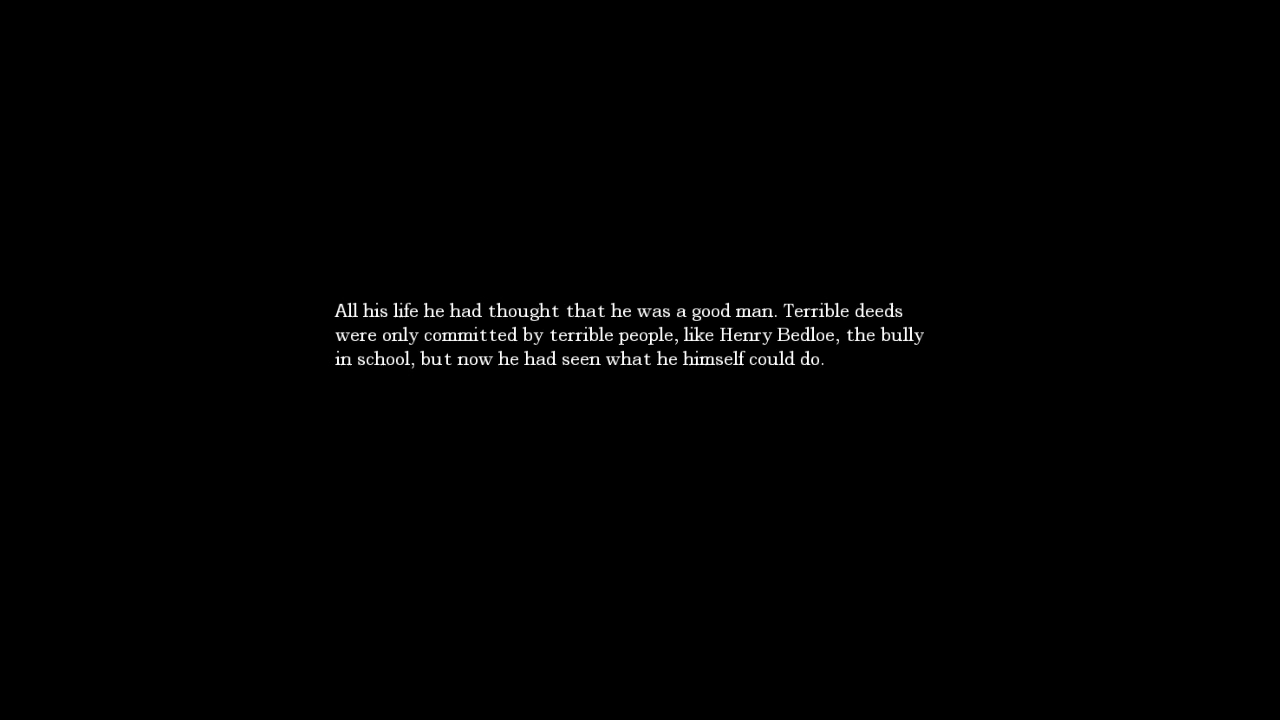 All his life he had thought that he was a good man. Terrible deeds
were only committed by terrible people, like Henry Bedloe, the bully
in school, but now he had seen what he himself could do.